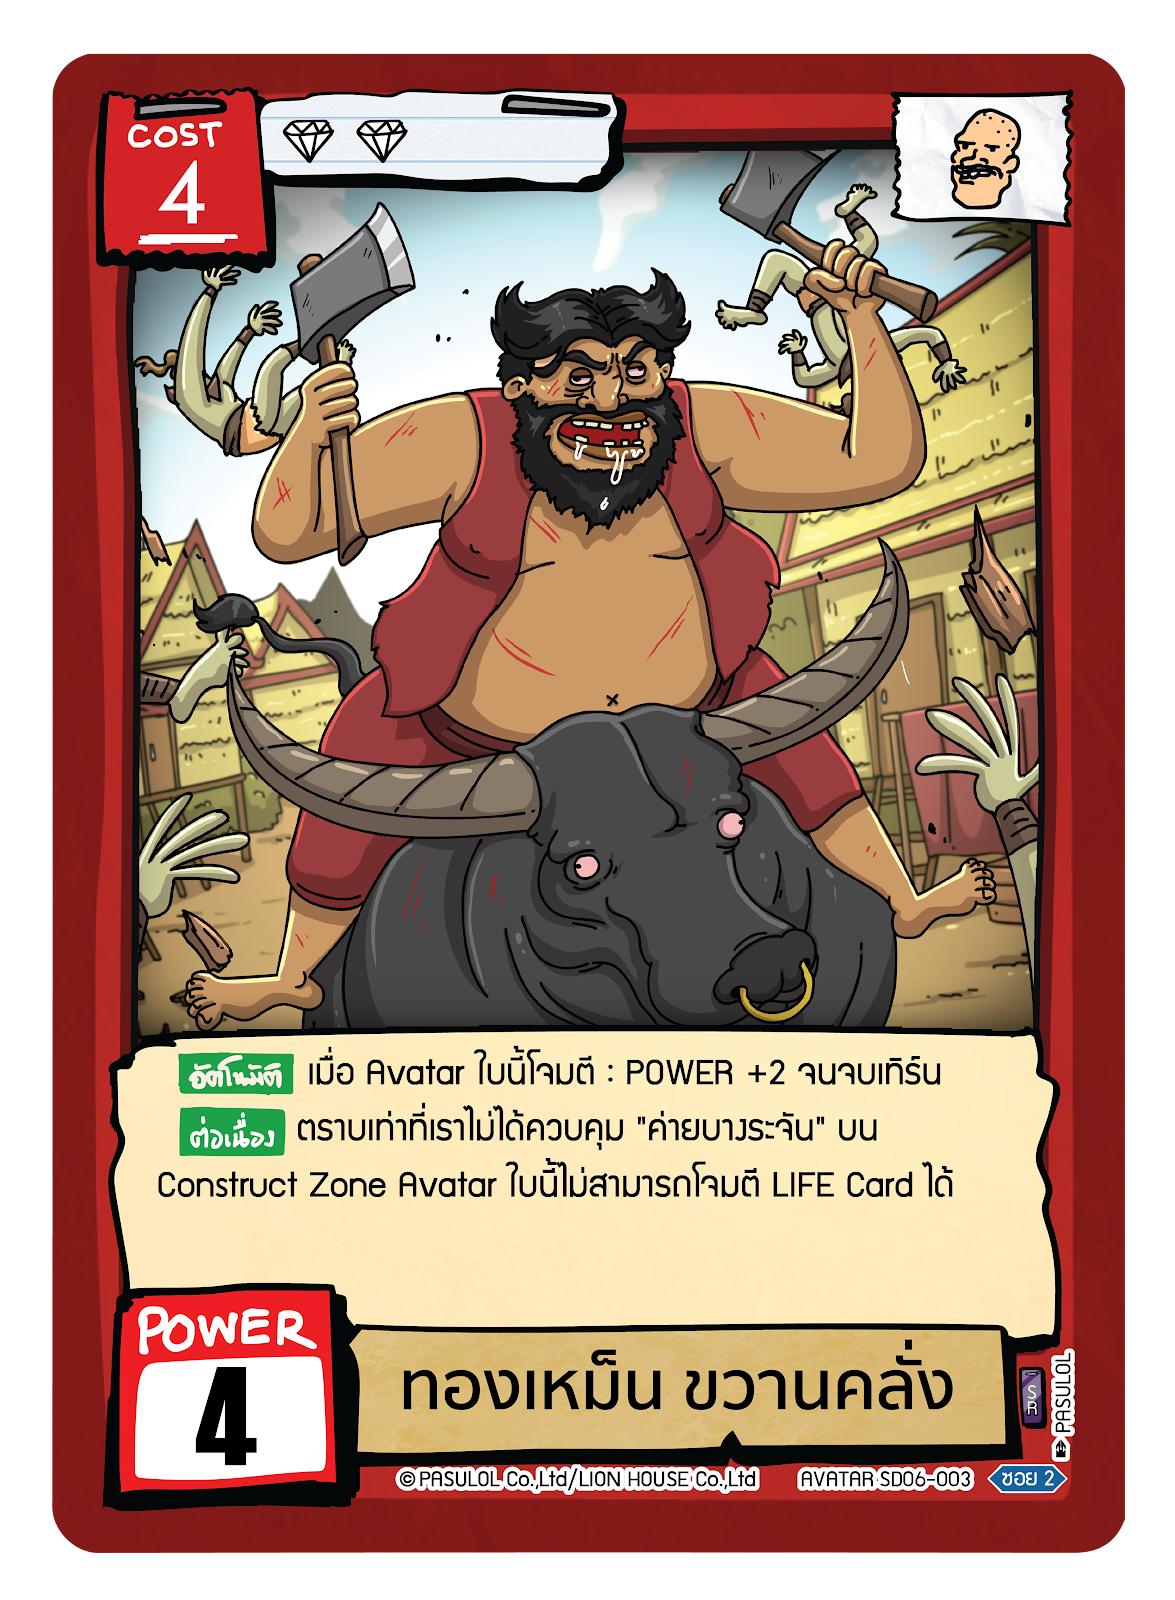 COST
4
อัตโนมัติ เมื่อ Avatar ใบนี้โจมตี : POWER +2 จนจบเทิร์น
ต่อเนื่อง ตราบเท่าที่เราไม่ได้ควบคุม "ค่ายบางระจัน" บน
Construct Zone Avatar ใบนี้ไม่สามารถโจมตี LIFE Card ได้
POWER
4
ทองเหม็น ขวานคลั่ง
SR
PASULOL
© PASULOL Co.,Ltd/LION HOUSE Co.,Ltd AVATAR SD06-003 ซอย 2